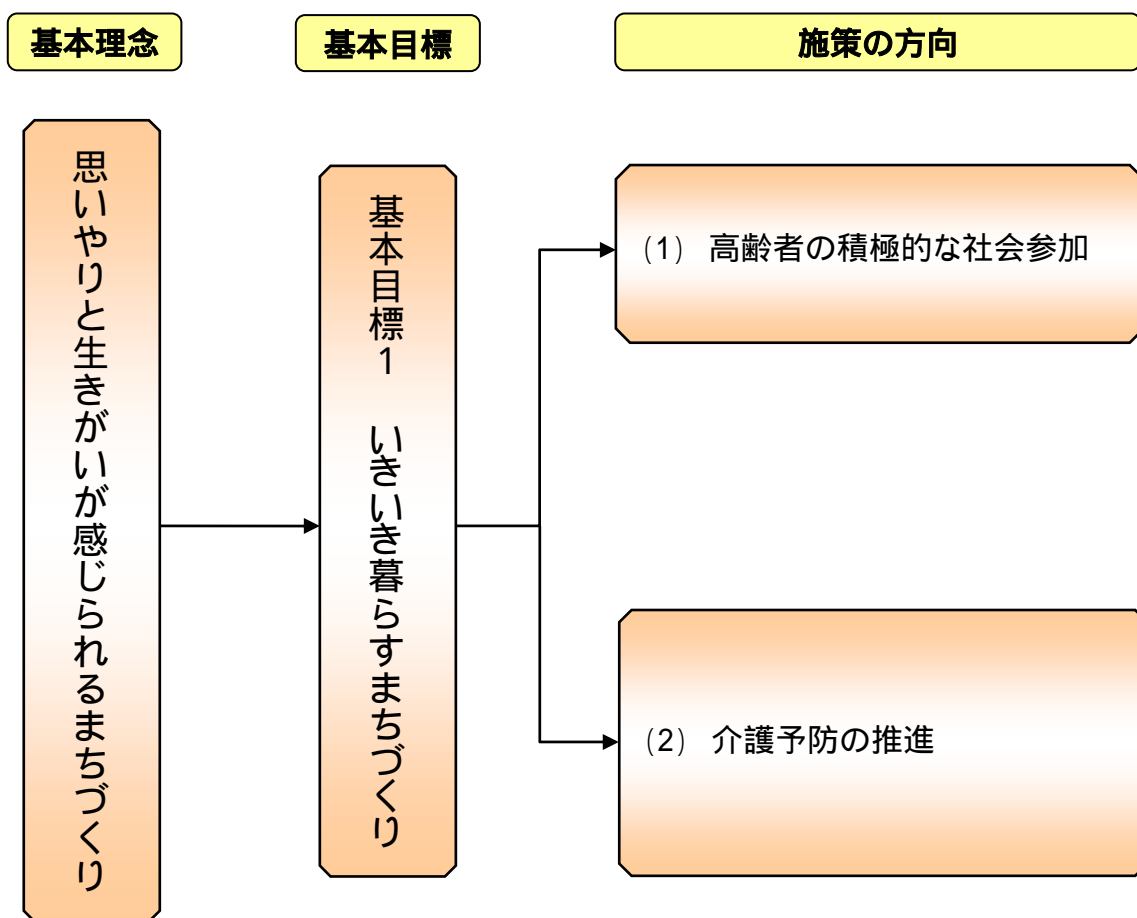 基本理念
基本目標
施策の方向
思いやりと生きがいが感じられるまちづくり
基本目標1 いきいき暮らすまちづくり
(1) 高齢者の積極的な社会参加
(2) 介護予防の推進